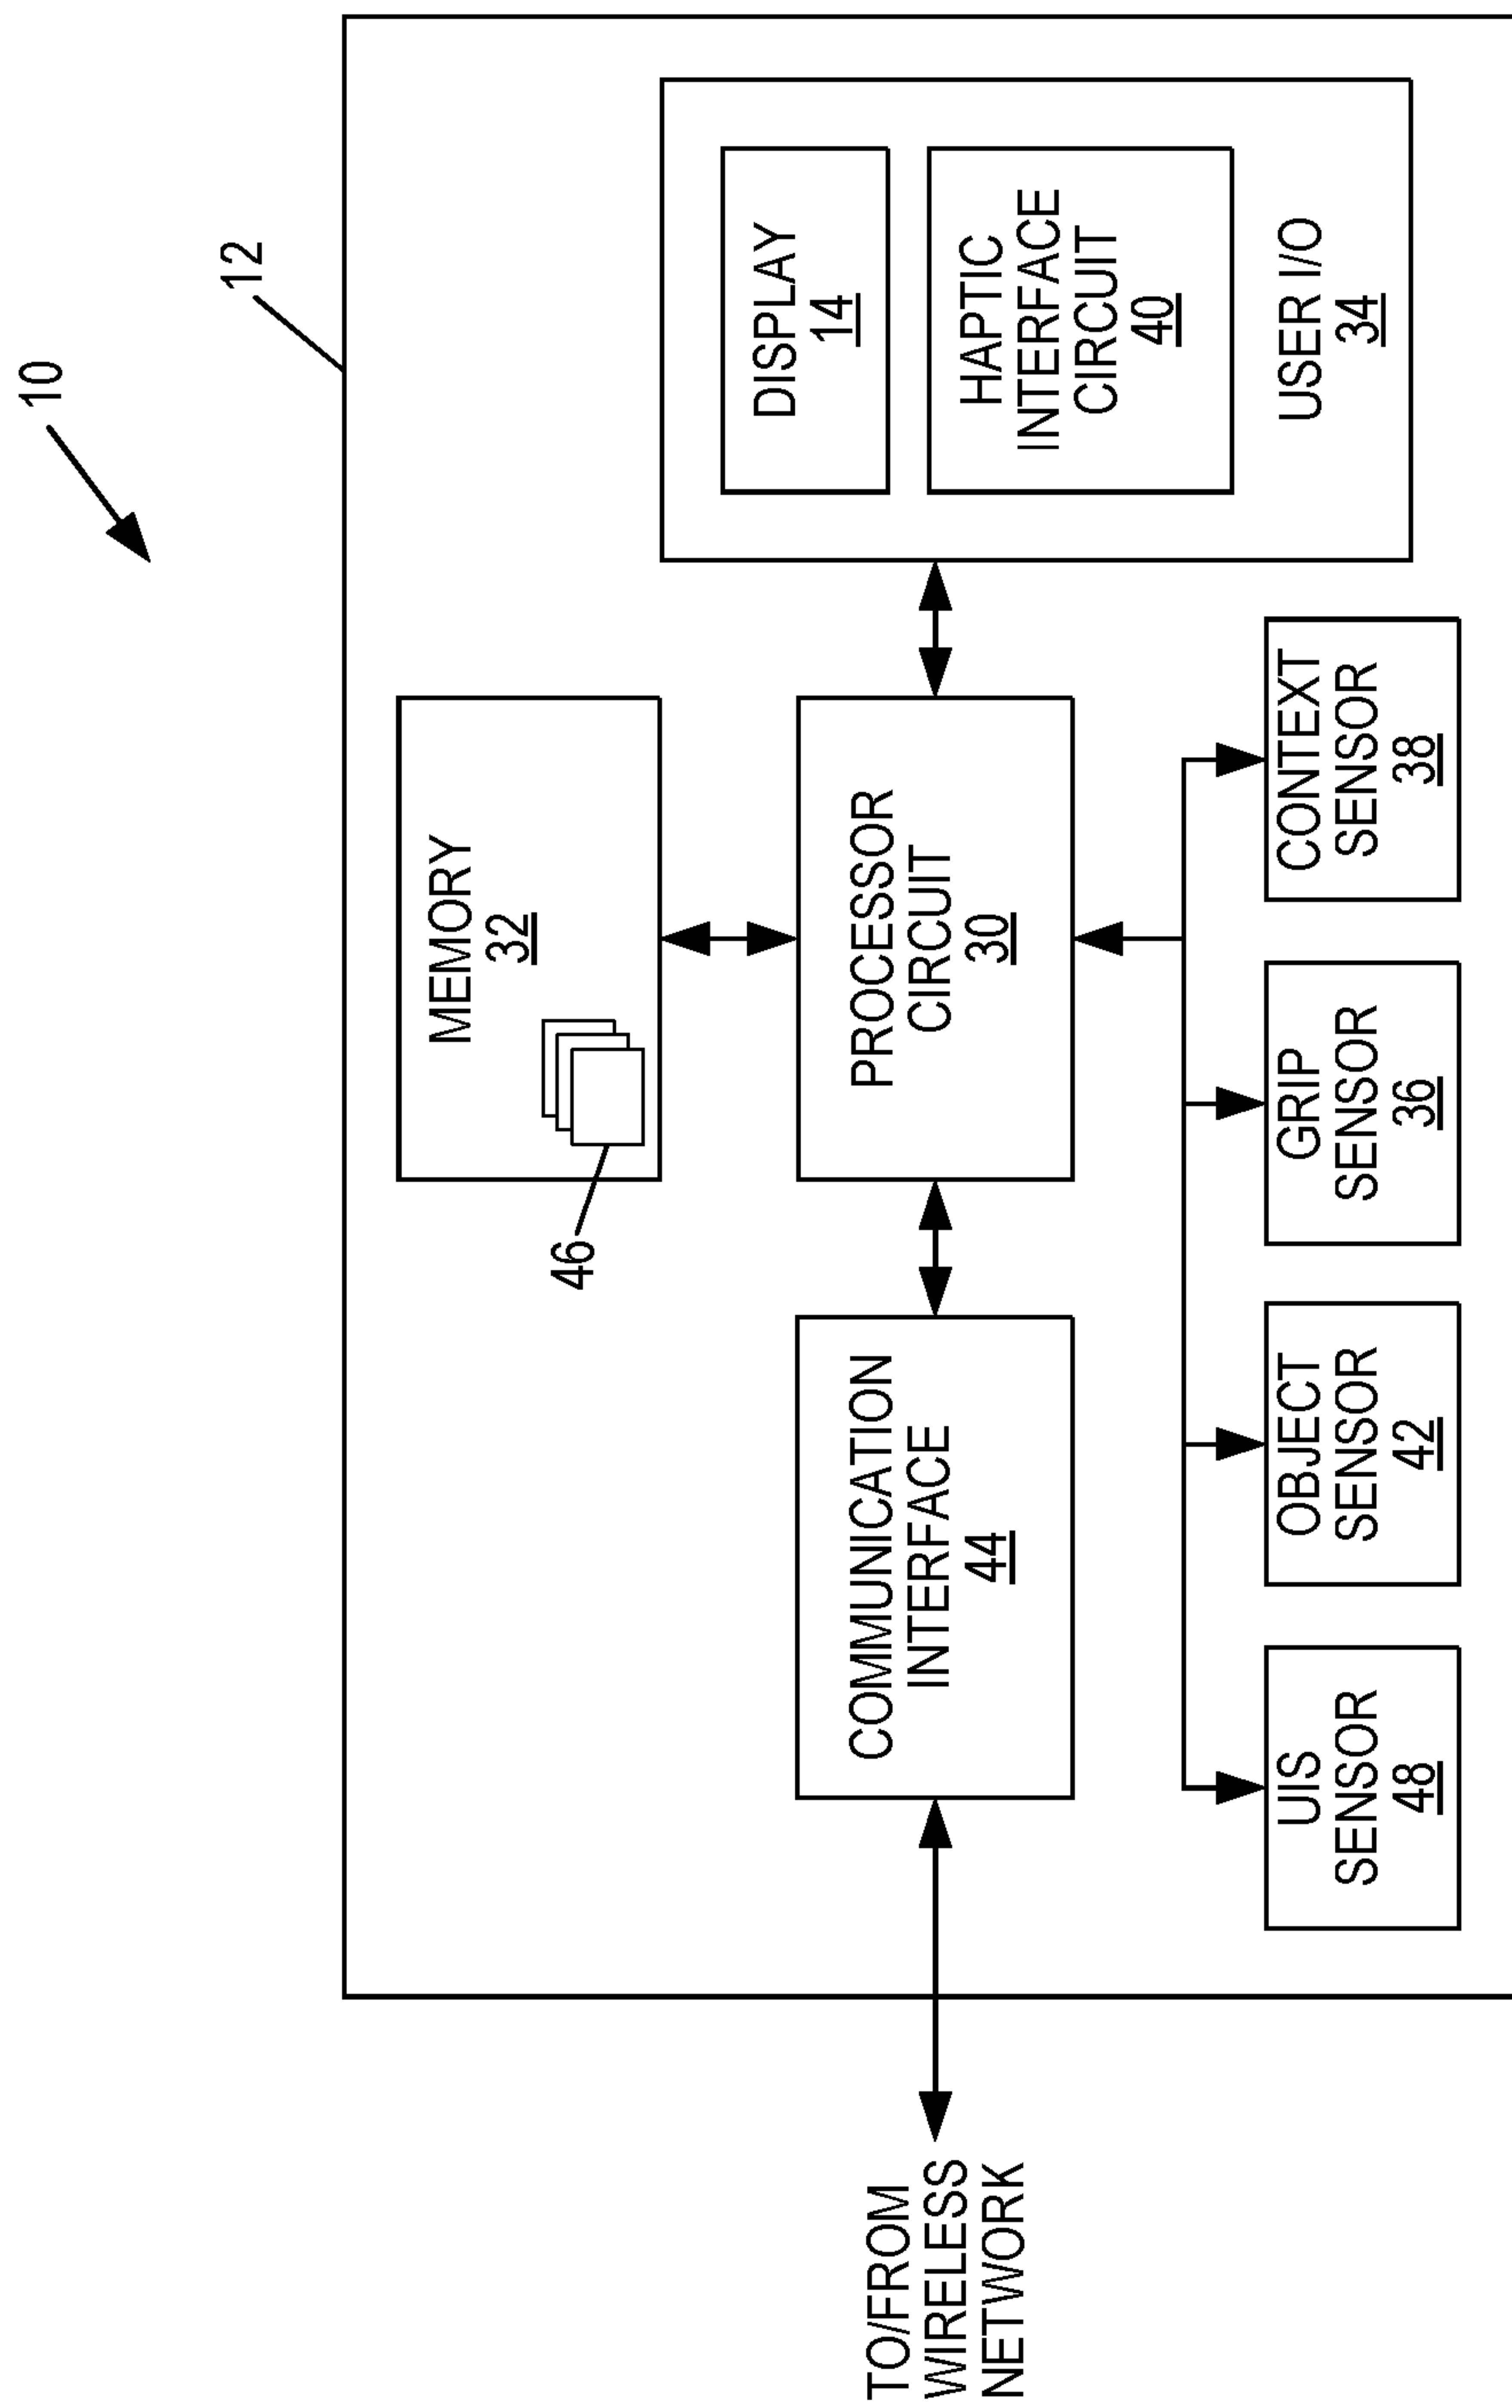 10
12
MEMORY
32
46
DISPLAY
14
HAPTIC
INTERFACE
CIRCUIT
40
USER I/O
34
PROCESSOR
CIRCUIT
30
COMMUNICATION
INTERFACE
44
TO/FROM
WIRELESS
NETWORK
UIS
SENSOR
48
OBJECT
SENSOR
42
GRIP
SENSOR
36
CONTEXT
SENSOR
38